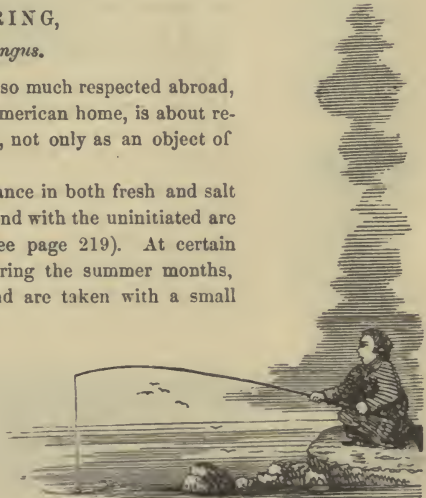 RING,
ngus.
so much respected abroad,
merican home, is about re-
, not only as an object of
ance in both fresh and salt
nd with the uninitiated are
ee page 219). At certain
ring the summer months,
nd are taken with a small